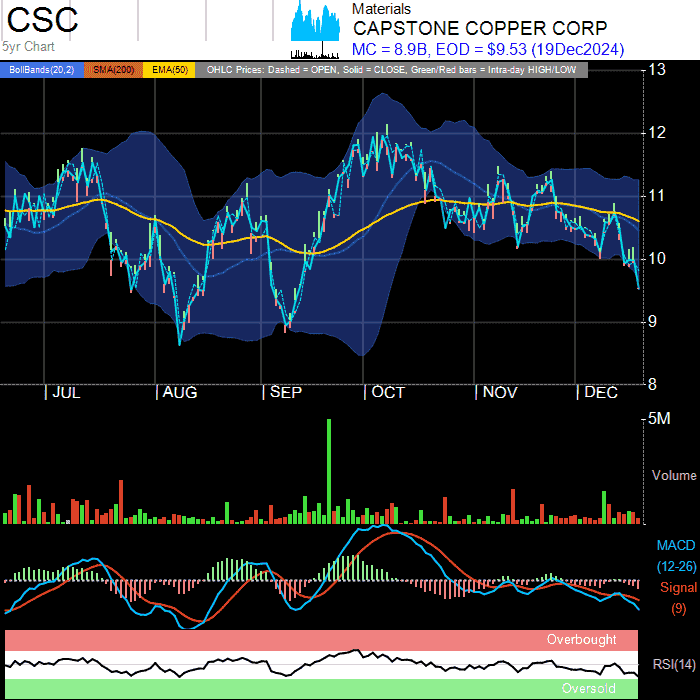 CSC
5yr Chart
Materials
CAPSTONE COPPER CORP
MC = 8.9B, EOD = $9.53 (19Dec2024)
BollBands(20,2) SMA(200) EMA(50) OHLC Prices: Dashed = OPEN, Solid = CLOSE, Green/Red bars = Intra-day HIGH/LOW
13
12
11
10
9
8
JUL AUG SEP OCT NOV DEC
5M
Volume
MACD
(12-26)
Signal
(9)
Overbought
RSI(14)
Oversold